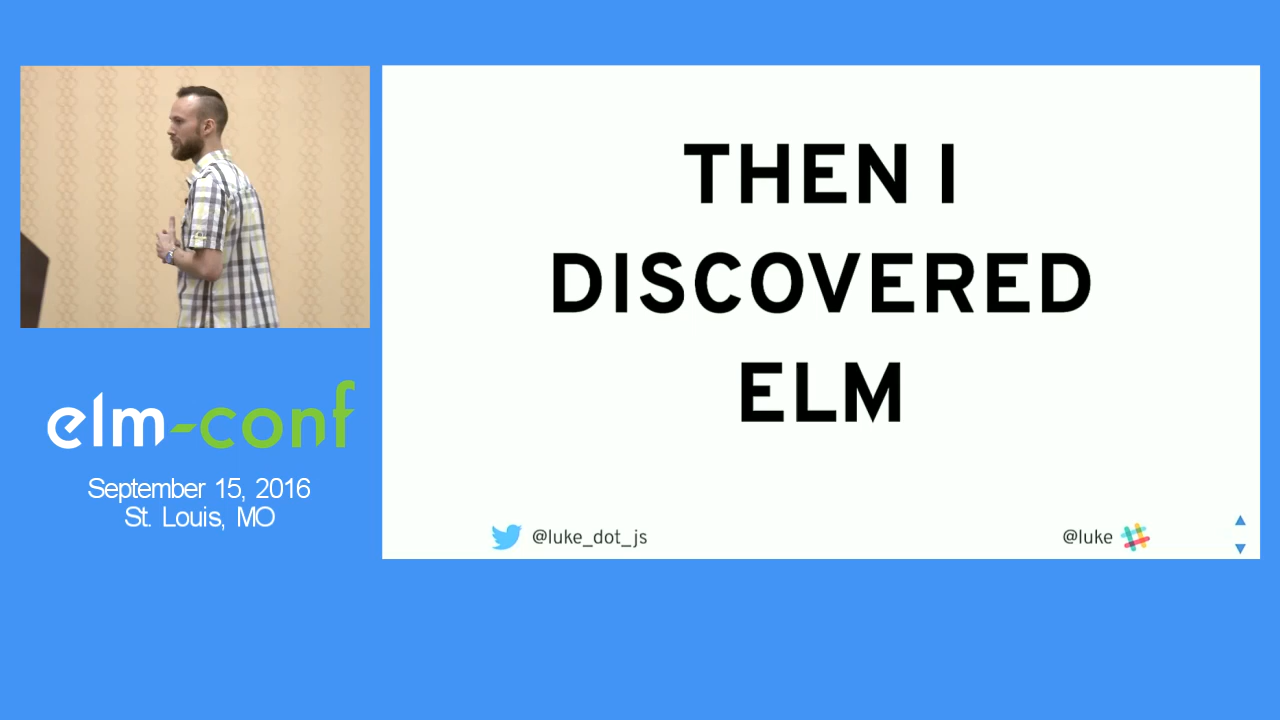 THEN I
DISCOVERED
ELM
@luke_dot_js
@luke
elm-conf
September 15, 2016
St. Louis, MO